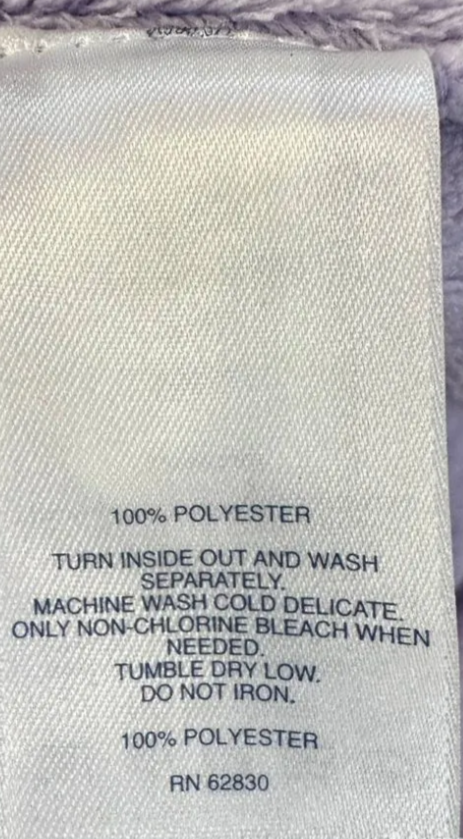 100% POLYESTER
TURN INSIDE OUT AND WASH
SEPARATELY.
MACHINE WASH COLD DELICATE.
ONLY NON-CHLORINE BLEACH WHEN
NEEDED.
TUMBLE DRY LOW.
DO NOT IRON.
100% POLYESTER
RN 62830